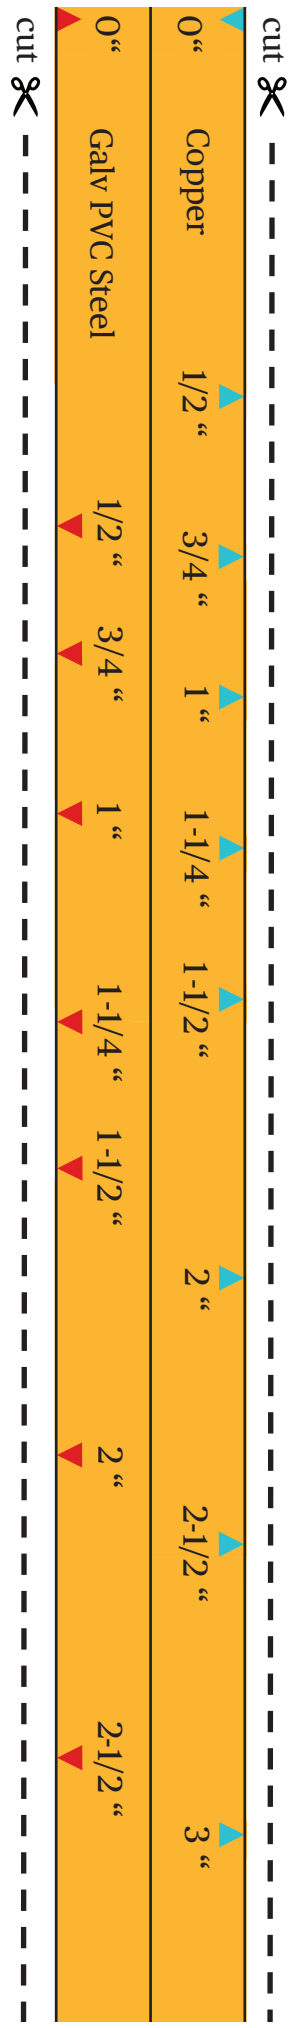 cut
0“ Copper 1/2 “ 3/4 “ 1 “ 1-1/4 “ 1-1/2 “ 2 “ 2-1/2 “ 3 “
0“ Galv PVC Steel 1/2 “ 3/4 “ 1 “ 1-1/4 “ 1-1/2 “ 2 “ 2-1/2 “
cut